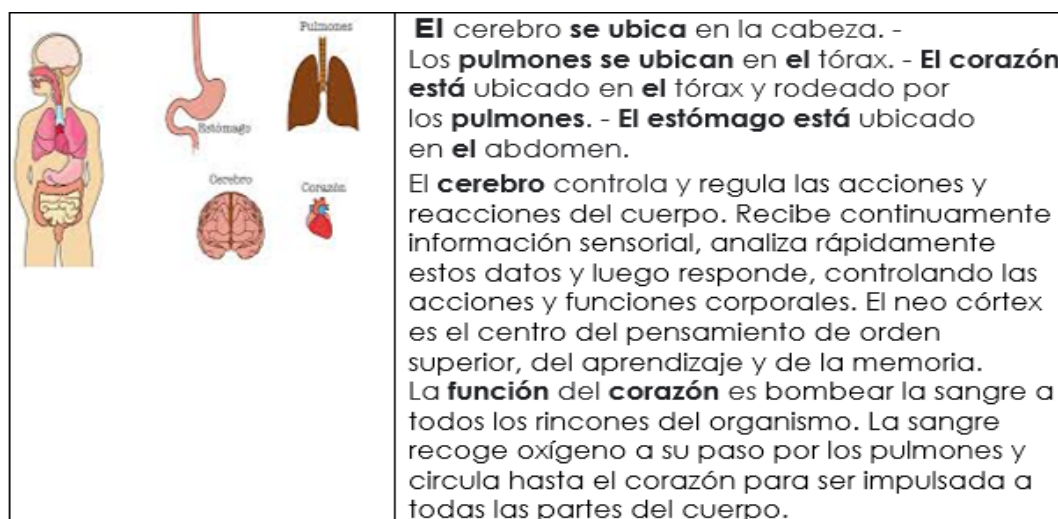 Pulmones
Estómago
Cerebro
Corazón
El cerebro se ubica en la cabeza. -
Los pulmones se ubican en el tórax. - El corazón
está ubicado en el tórax y rodeado por
los pulmones. - El estómago está ubicado
en el abdomen.
El cerebro controla y regula las acciones y
reacciones del cuerpo. Recibe continuamente
información sensorial, analiza rápidamente
estos datos y luego responde, controlando las
acciones y funciones corporales. El neo córtex
es el centro del pensamiento de orden
superior, del aprendizaje y de la memoria.
La función del corazón es bombear la sangre a
todos los rincones del organismo. La sangre
recoge oxígeno a su paso por los pulmones y
circula hasta el corazón para ser impulsada a
todas las partes del cuerpo.